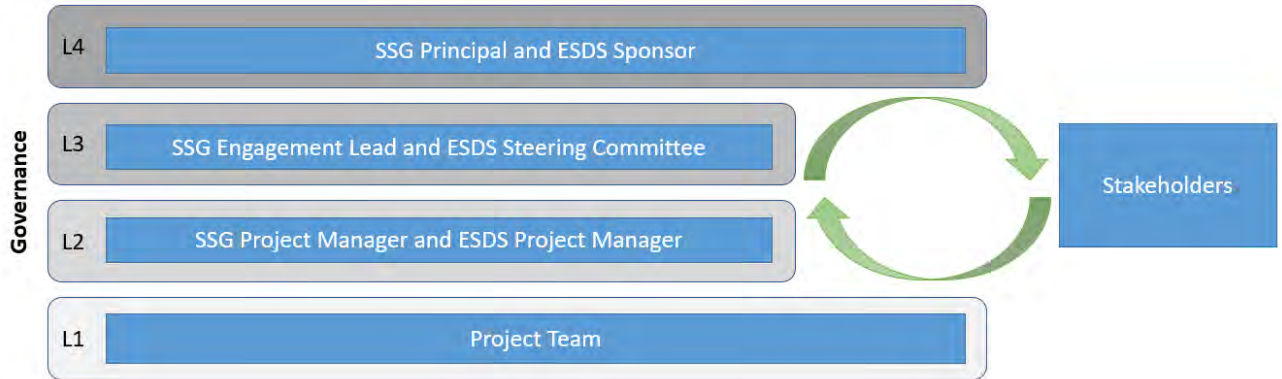 Governance
L4
SSG Principal and ESDS Sponsor
L3
SSG Engagement Lead and ESDS Steering Committee
L2
SSG Project Manager and ESDS Project Manager
L1
Project Team
Stakeholders